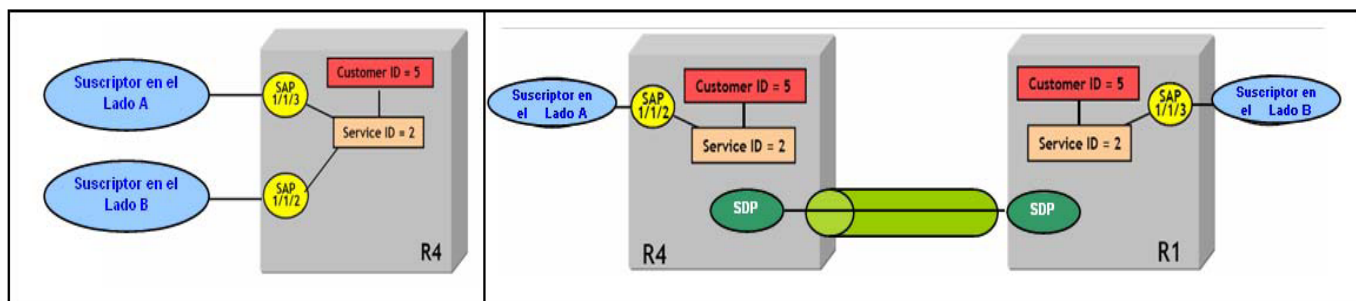 Suscriptor en el
Lado A
SAP
1/1/3
Customer ID = 5
Service ID = 2
Suscriptor en el
Lado B
SAP
1/1/2
R4
Suscriptor en
el Lado A
SAP
1/1/2
Customer ID = 5
Service ID = 2
SDP
R4
Customer ID = 5
SAP
1/1/3
Service ID = 2
Suscriptor en
el Lado B
SDP
R1